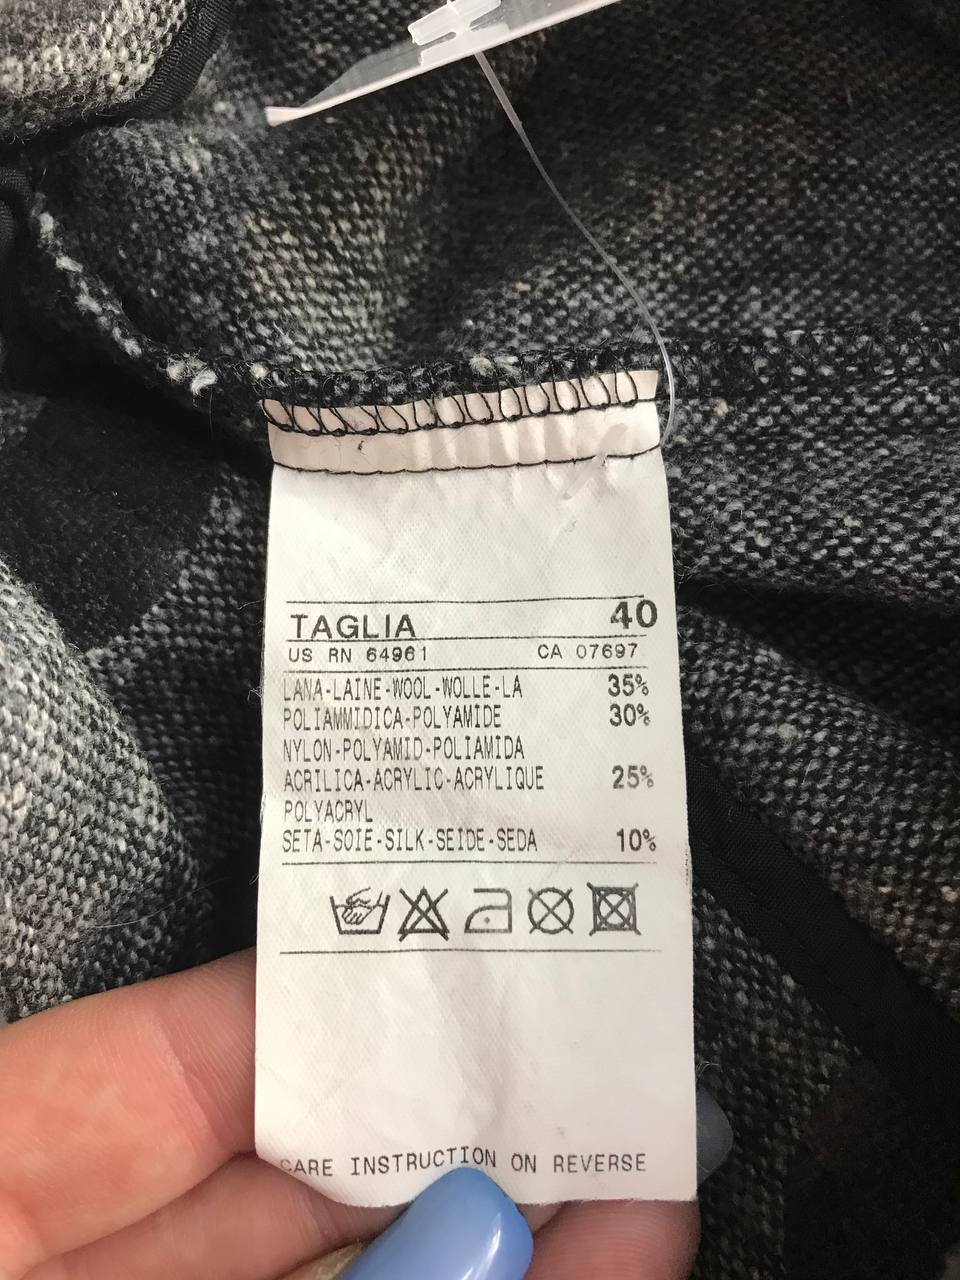 TAGLIA 40
US RN 64961 CA 07697
LANA-LAINE-WOOL-WOLLE-LA 35%
POLIAMMIDICA-POLYAMIDE 30%
NYLON-POLYAMID-POLIAMIDA
ACRILICA-ACRYLIC-ACRYLIQUE 25%
POLYACRYL
SETA-SOIE-SILK-SEIDE-SEDA 10%
CARE INSTRUCTION ON REVERSE